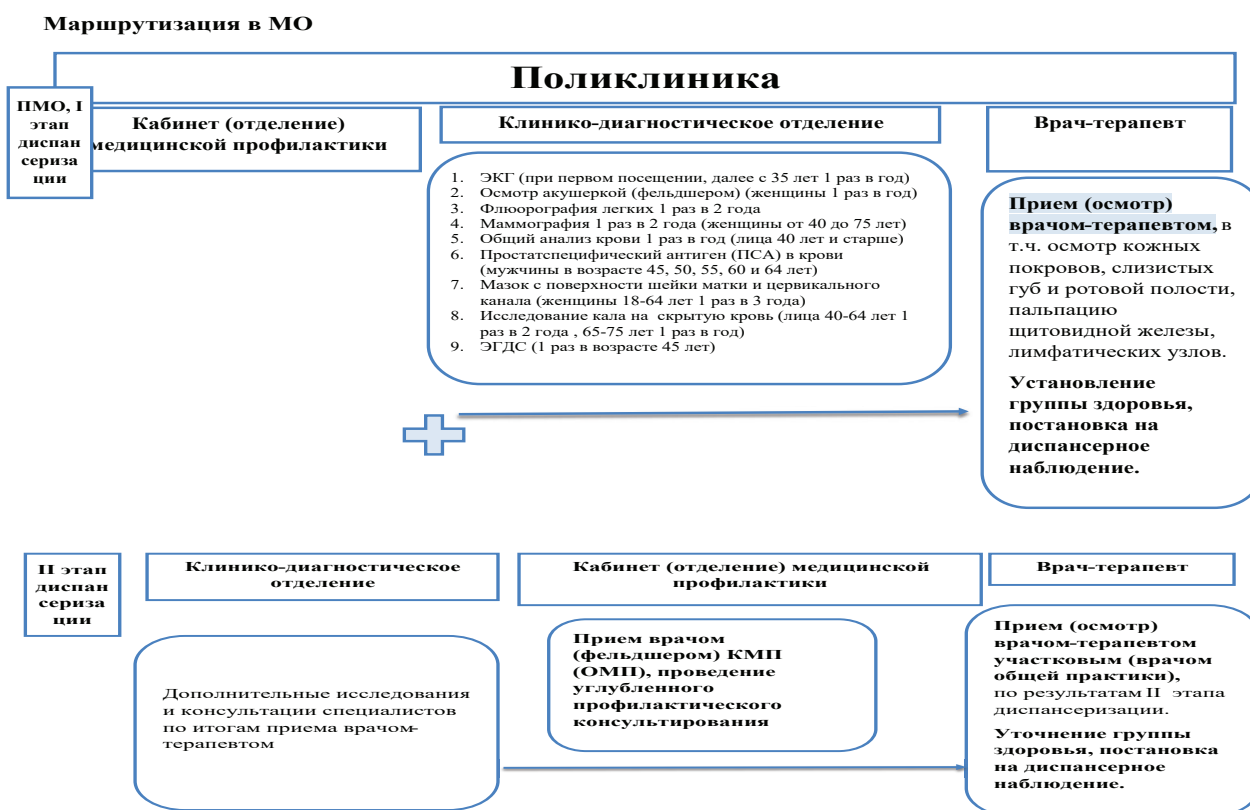 Маршрутизация в МО
Поликлиника
ПМО, I
этап
диспан
сериза
ции
Кабинет (отделение)
медицинской профилактики
Клинико-диагностическое отделение
Врач-терапевт
1. ЭКГ (при первом посещении, далее с 35 лет 1 раз в год)
2. Осмотр акушеркой (фельдшером) (женщины 1 раз в год)
3. Флюорография легких 1 раз в 2 года
4. Маммография 1 раз в 2 года (женщины от 40 до 75 лет)
5. Общий анализ крови 1 раз в год (лица 40 лет и старше)
6. Простатспецифический антиген (ПСА) в крови
(мужчины в возрасте 45, 50, 55, 60 и 64 лет)
7. Мазок с поверхности шейки матки и цервикального
канала (женщины 18-64 лет 1 раз в 3 года)
8. Исследование кала на скрытую кровь (лица 40-64 лет 1
раз в 2 года , 65-75 лет 1 раз в год)
9. ЭГДС (1 раз в возрасте 45 лет)
Прием (осмотр)
врачом-терапевтом, в
т.ч. осмотр кожных
покровов, слизистых
губ и ротовой полости,
пальпацию
щитовидной железы,
лимфатических узлов.
Установление
группы здоровья,
постановка на
диспансерное
наблюдение.
II этап
диспан
сериза
ции
Клинико-диагностическое
отделение
Кабинет (отделение) медицинской
профилактики
Врач-терапевт
Дополнительные исследования
и консультации специалистов
по итогам приема врачом-
терапевтом
Прием врачом
(фельдшером) КМП
(ОМП), проведение
углубленного
профилактического
консультирования
Прием (осмотр)
врачом-терапевтом
участковым (врачом
общей практики),
по результатам II этапа
диспансеризации.
Уточнение группы
здоровья, постановка
на диспансерное
наблюдение.